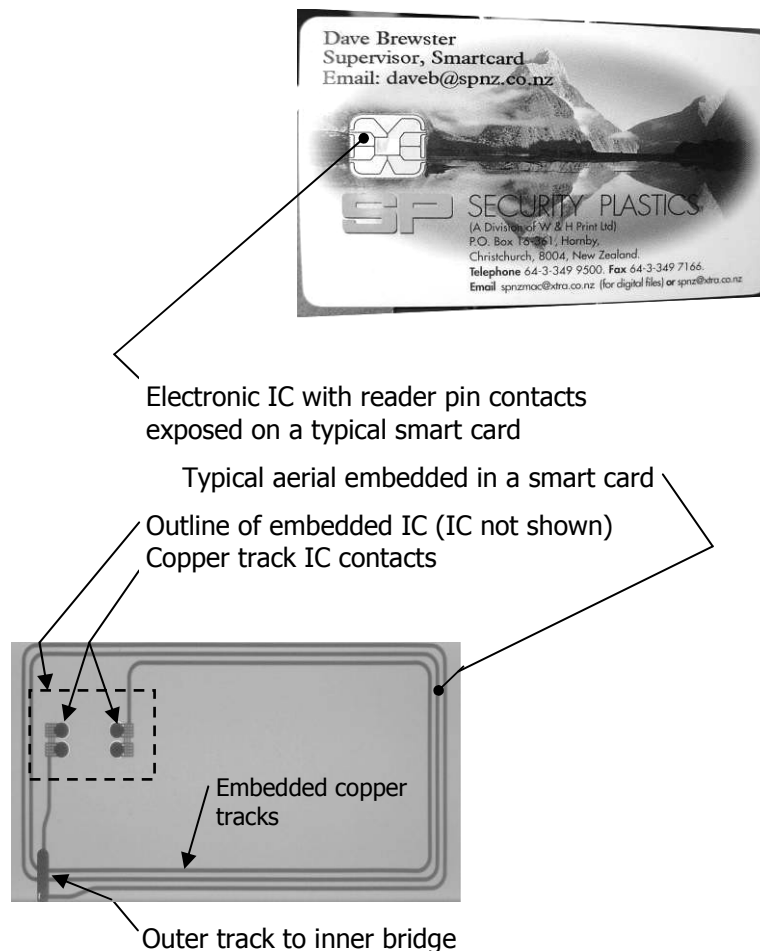 Dave Brewster
Supervisor, Smartcard
Email: daveb@spnz.co.nz
SP SECURITY PLASTICS
(A Division of W & H Print Ltd)
P.O. Box 16-361, Hornby,
Christchurch, 8004, New Zealand.
Telephone 64-3-349 9500. Fax 64-3-349 7166.
Email spnzmac@xtra.co.nz (for digital files) or spnz@xtra.co.nz
Electronic IC with reader pin contacts
exposed on a typical smart card
Typical aerial embedded in a smart card
Outline of embedded IC (IC not shown)
Copper track IC contacts
Embedded copper
tracks
Outer track to inner bridge